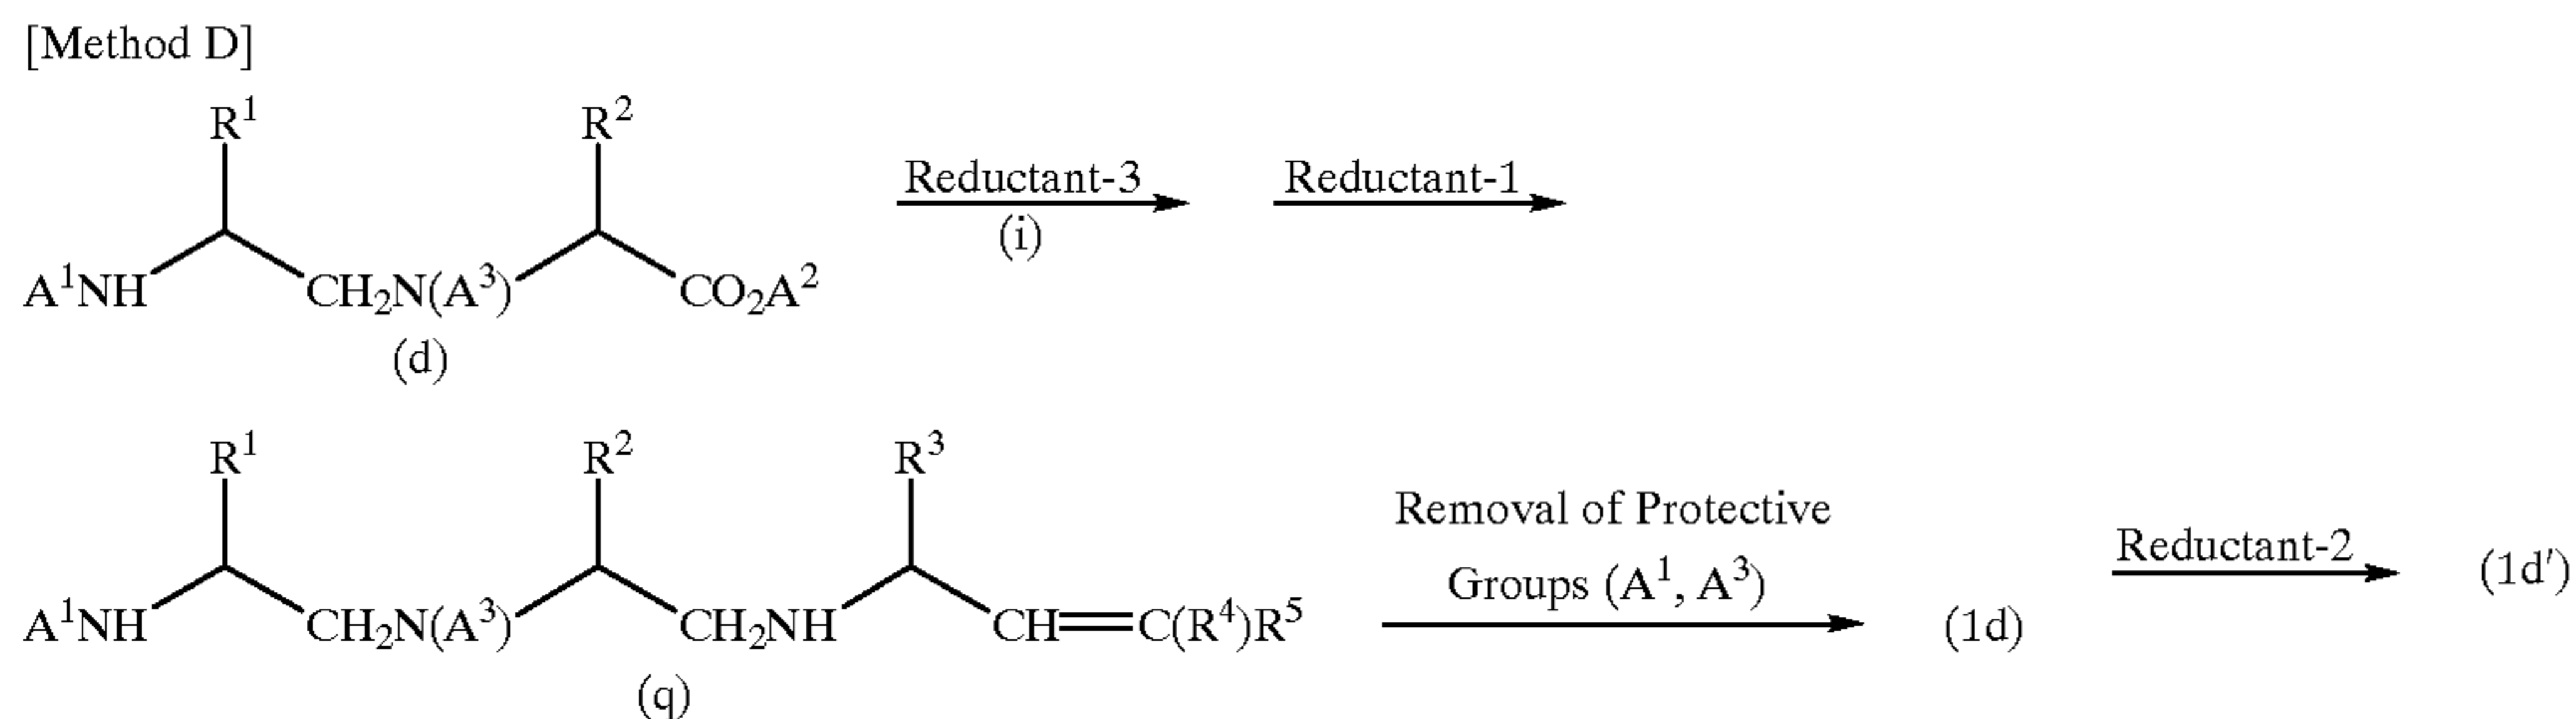 [Method D]
R¹ R²
Reductant-3 Reductant-1
(i)
A¹NH CH₂N(A³) CO₂A²
(d)
R¹ R² R³
Removal of Protective
Reductant-2
Groups (A¹, A³) (1d′)
A¹NH CH₂N(A³) CH₂NH CH=C(R⁴)R⁵ (1d)
(q)